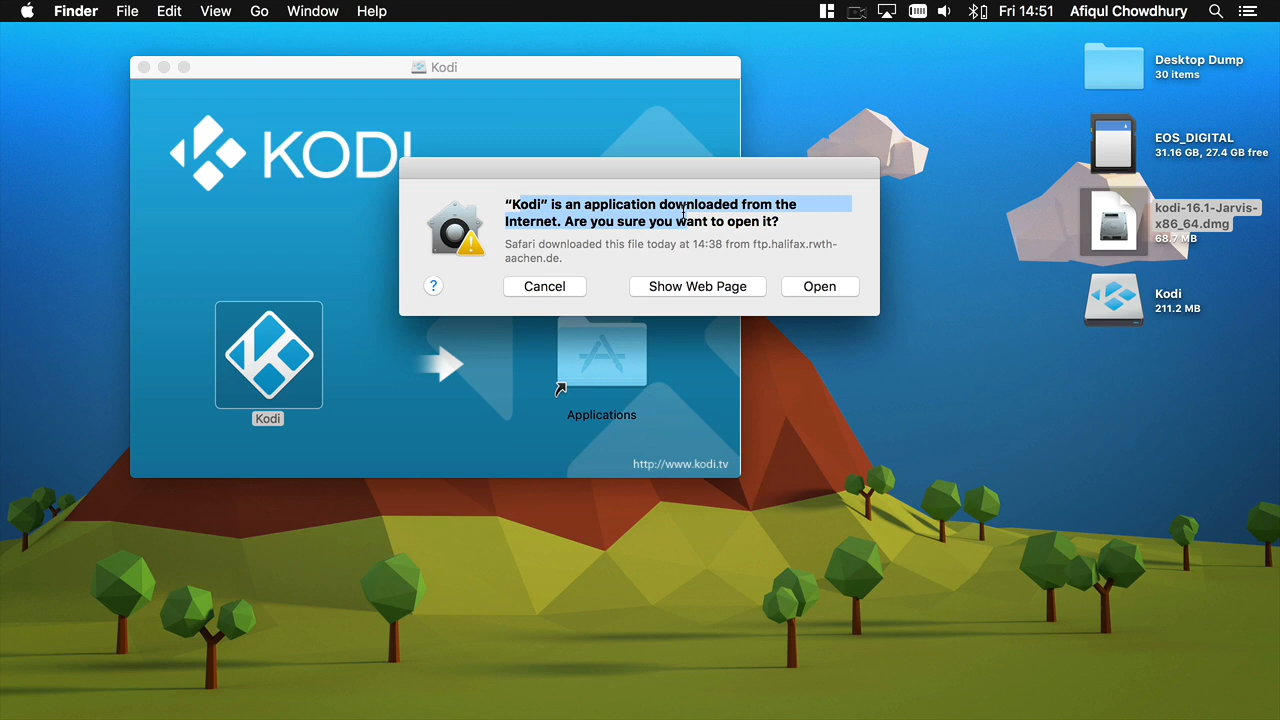 Finder File Edit View Go Window Help Fri 14:51 Afiqul Chowdhury
Kodi
KODI
“Kodi” is an application downloaded from the
Internet. Are you sure you want to open it?
Safari downloaded this file today at 14:38 from ftp.halifax.rwth-
aachen.de.
? Cancel Show Web Page Open
Kodi
Applications
http://www.kodi.tv
Desktop Dump
30 items
EOS_DIGITAL
31.16 GB, 27.4 GB free
kodi-16.1-Jarvis-
x86_64.dmg
68.7 MB
Kodi
211.2 MB